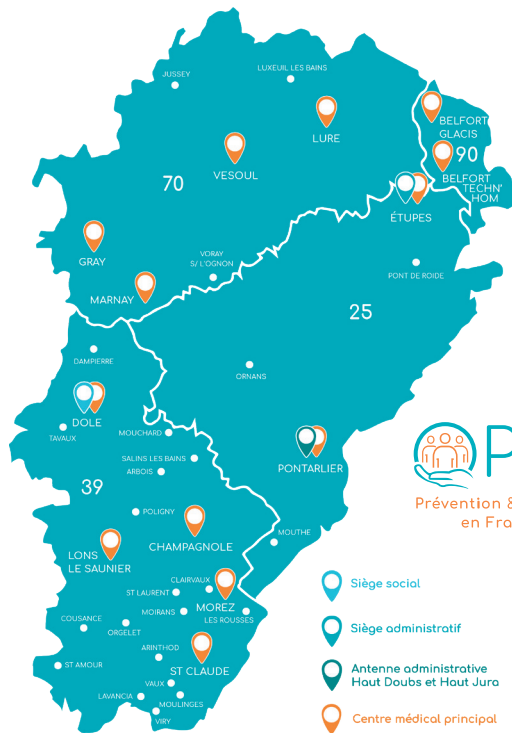 JUSSEY
LUXEUIL LES BAINS
LURE
BELFORT
GLACIS
VESOUL
90
BELFORT
TECHN'
HOM
70
ÉTUPES
GRAY
VORAY
S/ L'OGNON
PONT DE ROIDE
MARNAY
25
DAMPIERRE
ORNANS
DOLE
TAVAUX
MOUCHARD
PONTARLIER
SALINS LES BAINS
ARBOIS
39
POLIGNY
CHAMPAGNOLE
MOUTHE
LONS
LE SAUNIER
CLAIRVAUX
ST LAURENT
MOREZ
MOIRANS
LES ROUSSES
COUSANCE
ORGELET
ARINTHOD
ST AMOUR
ST CLAUDE
VAUX
LAVANCIA
MOULINGES
VIRY
P
Prévention &
en Fra
Siège social
Siège administratif
Antenne administrative
Haut Doubs et Haut Jura
Centre médical principal